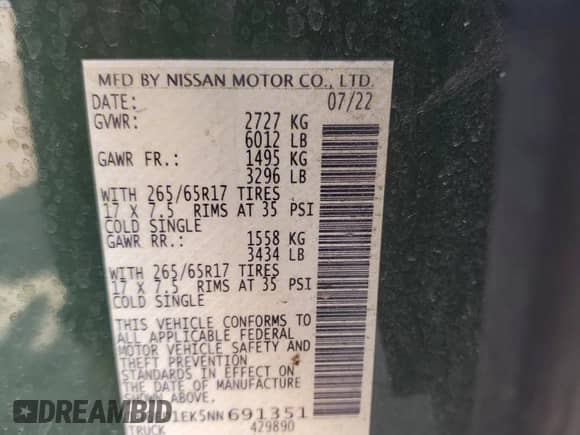 MFD BY NISSAN MOTOR CO., LTD.
DATE: 07/22
GVWR: 2727 KG
6012 LB
GAWR FR.: 1495 KG
3296 LB
WITH 265/65R17 TIRES
17 X 7.5 RIMS AT 35 PSI
COLD SINGLE
GAWR RR.: 1558 KG
3434 LB
WITH 265/65R17 TIRES
17 X 7.5 RIMS AT 35 PSI
COLD SINGLE
THIS VEHICLE CONFORMS TO
ALL APPLICABLE FEDERAL
MOTOR VEHICLE SAFETY AND
THEFT PREVENTION
STANDARDS IN EFFECT ON
THE DATE OF MANUFACTURE
SHOWN ABOVE.
1EK5NN691351
TRUCK 429890
DREAMBID